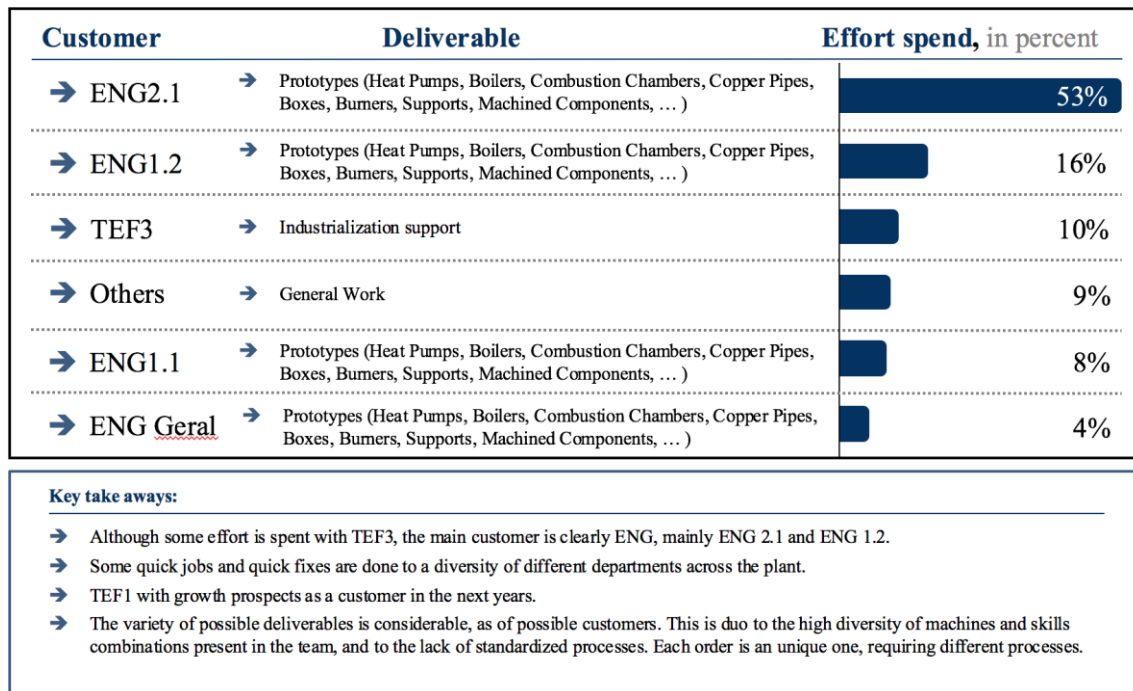 Customer Deliverable Effort spend, in percent
ENG2.1 Prototypes (Heat Pumps, Boilers, Combustion Chambers, Copper Pipes,
Boxes, Burners, Supports, Machined Components, … ) 53%
ENG1.2 Prototypes (Heat Pumps, Boilers, Combustion Chambers, Copper Pipes,
Boxes, Burners, Supports, Machined Components, … ) 16%
TEF3 Industrialization support 10%
Others General Work 9%
ENG1.1 Prototypes (Heat Pumps, Boilers, Combustion Chambers, Copper Pipes,
Boxes, Burners, Supports, Machined Components, … ) 8%
ENG Geral Prototypes (Heat Pumps, Boilers, Combustion Chambers, Copper Pipes,
Boxes, Burners, Supports, Machined Components, … ) 4%
Key take aways:
Although some effort is spent with TEF3, the main customer is clearly ENG, mainly ENG 2.1 and ENG 1.2.
Some quick jobs and quick fixes are done to a diversity of different departments across the plant.
TEF1 with growth prospects as a customer in the next years.
The variety of possible deliverables is considerable, as of possible customers. This is duo to the high diversity of machines and skills
combinations present in the team, and to the lack of standardized processes. Each order is an unique one, requiring different processes.